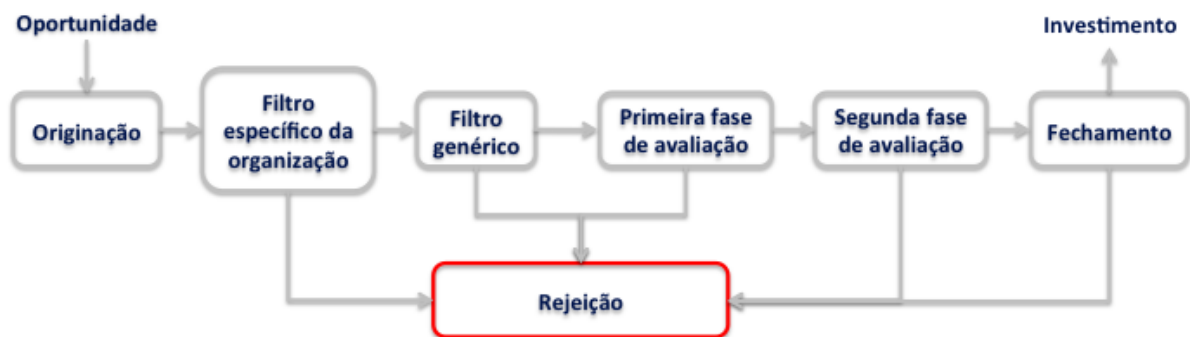 Oportunidade
Investimento
Originação
Filtro
específico da
organização
Filtro
genérico
Primeira fase
de avaliação
Segunda fase
de avaliação
Fechamento
Rejeição